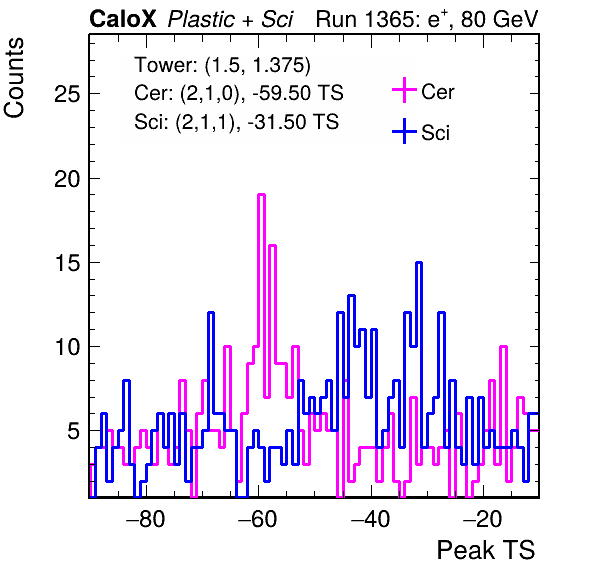 CaloX Plastic + Sci Run 1365: e⁺, 80 GeV
Counts
Tower: (1.5, 1.375)
Cer: (2,1,0), -59.50 TS
Sci: (2,1,1), -31.50 TS
Cer
Sci
25
20
15
10
5
−80 −60 −40 −20
Peak TS